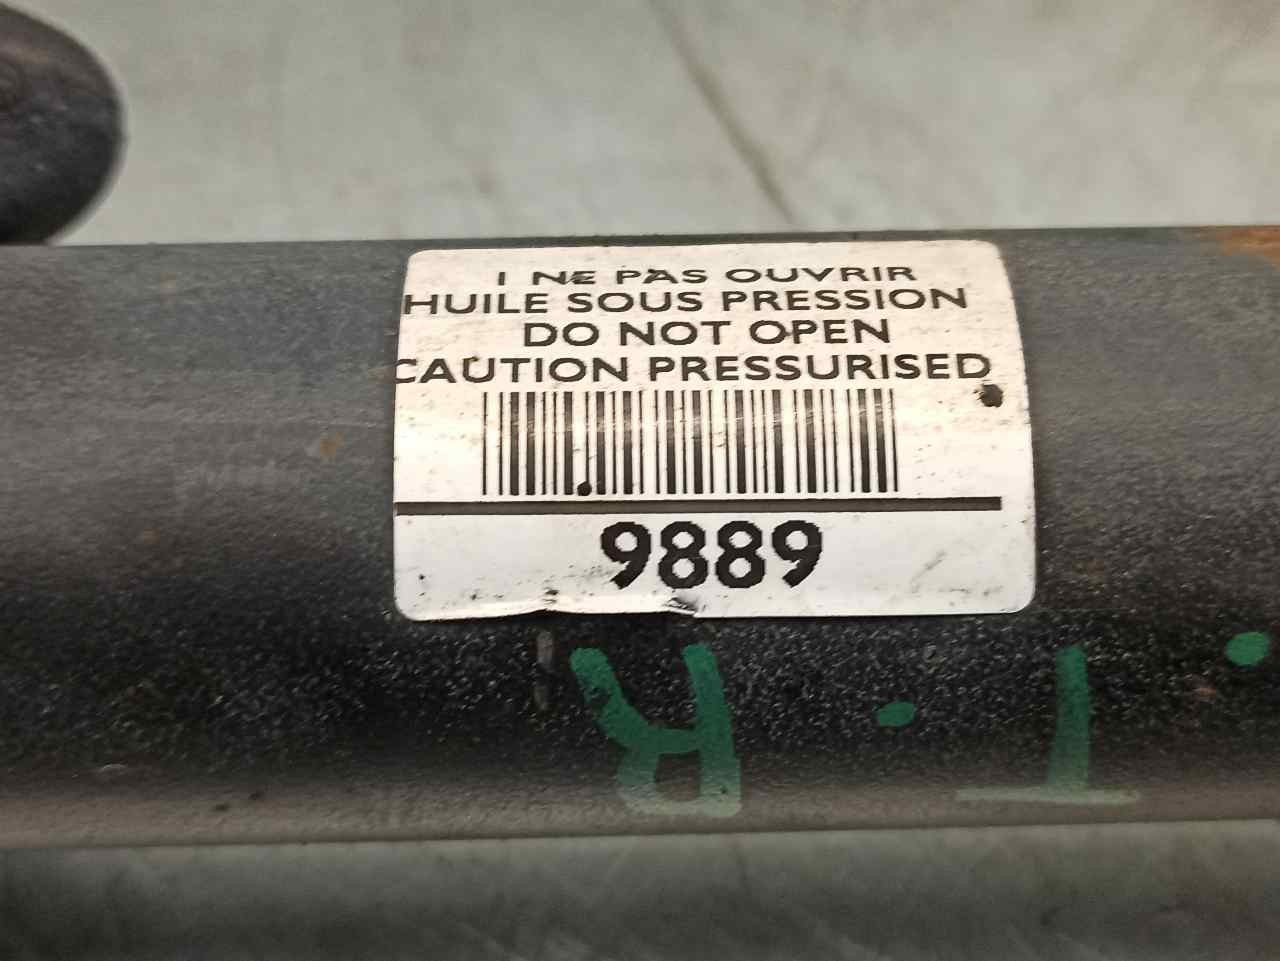 ! NE PAS OUVRIR
HUILE SOUS PRESSION
DO NOT OPEN
CAUTION PRESSURISED
9889
T.R.